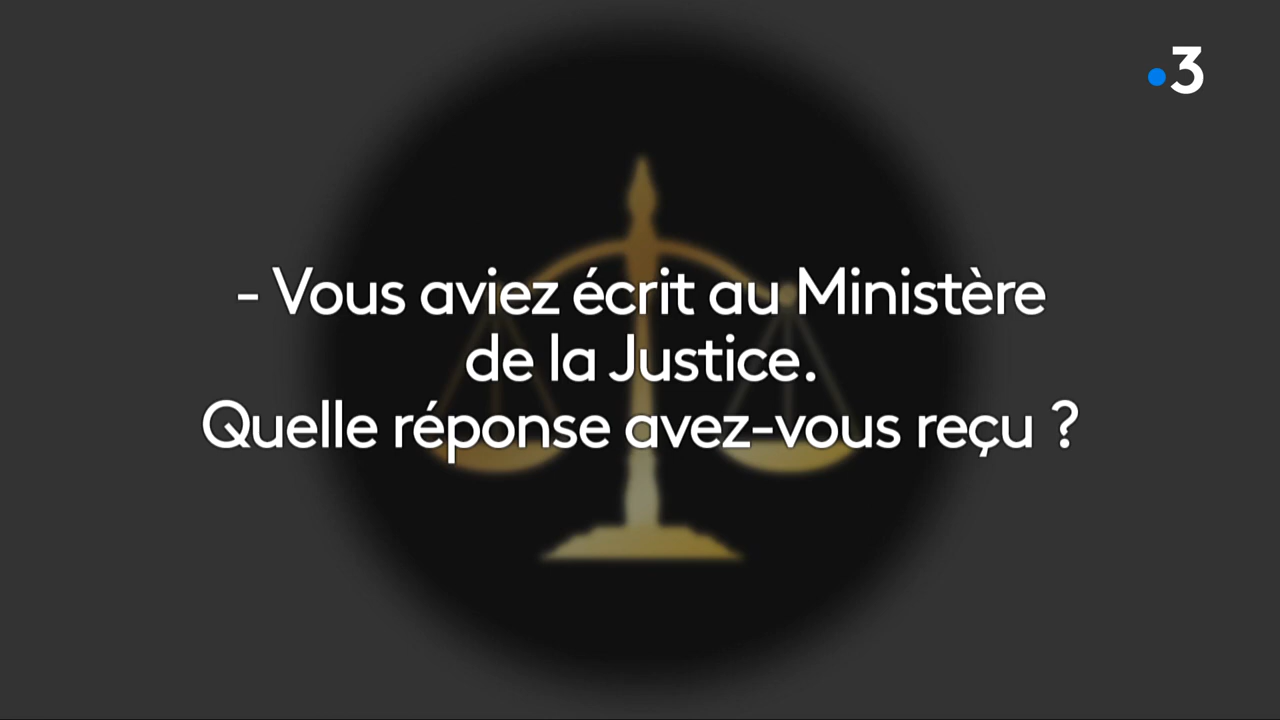 3
- Vous aviez écrit au Ministère
de la Justice.
Quelle réponse avez-vous reçu ?